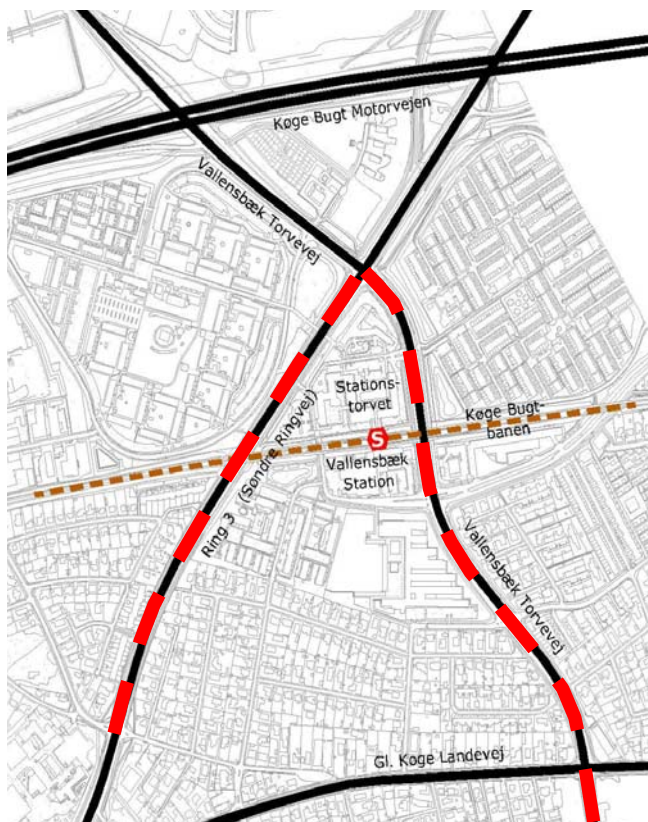 Køge Bugt Motorvejen
Vallensbæk Torvevej
Stations-
torvet
Køge Bugt-
banen
S
Vallensbæk
Station
Ring 3 (Søndre Ringvej)
Vallensbæk Torvevej
Gl. Køge Landevej